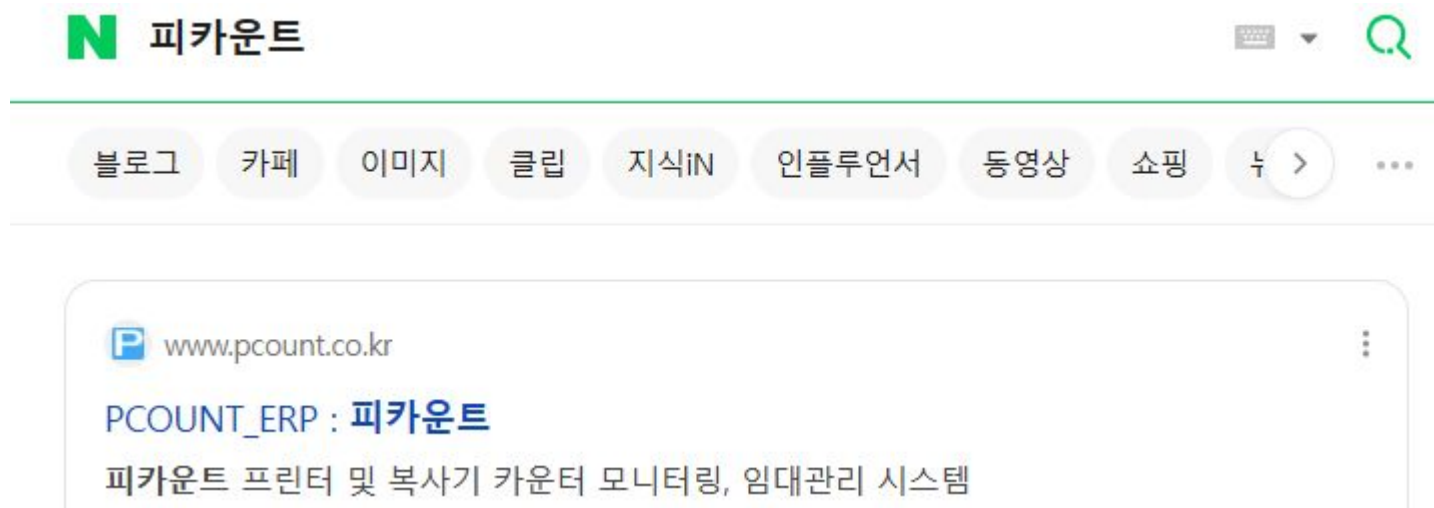 N 피카운트
블로그 카페 이미지 클립 지식iN 인플루언서 동영상 쇼핑
P www.pcount.co.kr
PCOUNT_ERP : 피카운트
피카운트 프린터 및 복사기 카운터 모니터링, 임대관리 시스템